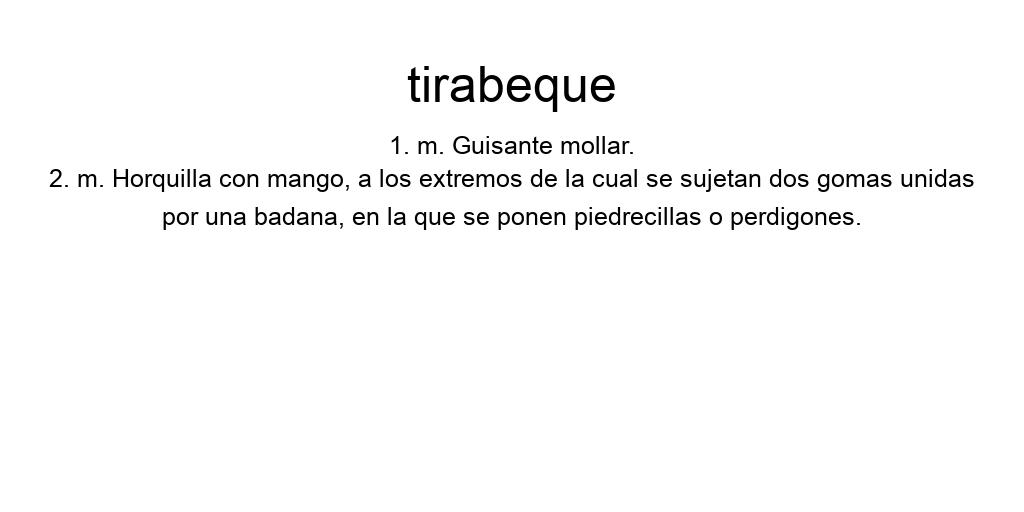 tirabeque
1. m. Guisante mollar.
2. m. Horquilla con mango, a los extremos de la cual se sujetan dos gomas unidas
por una badana, en la que se ponen piedrecillas o perdigones.